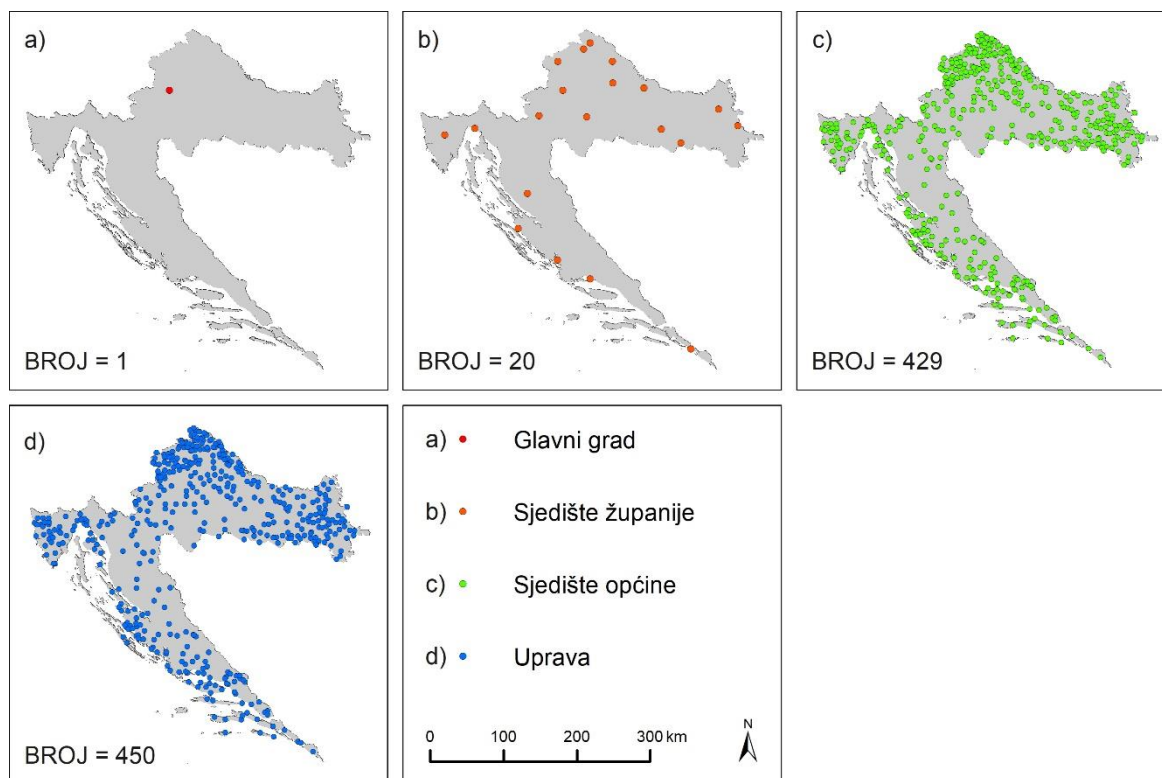 a)
BROJ = 1
b)
BROJ = 20
c)
BROJ = 429
d)
BROJ = 450
a) Glavni grad
b) Sjedište županije
c) Sjedište općine
d) Uprava
0 100 200 300 km
N